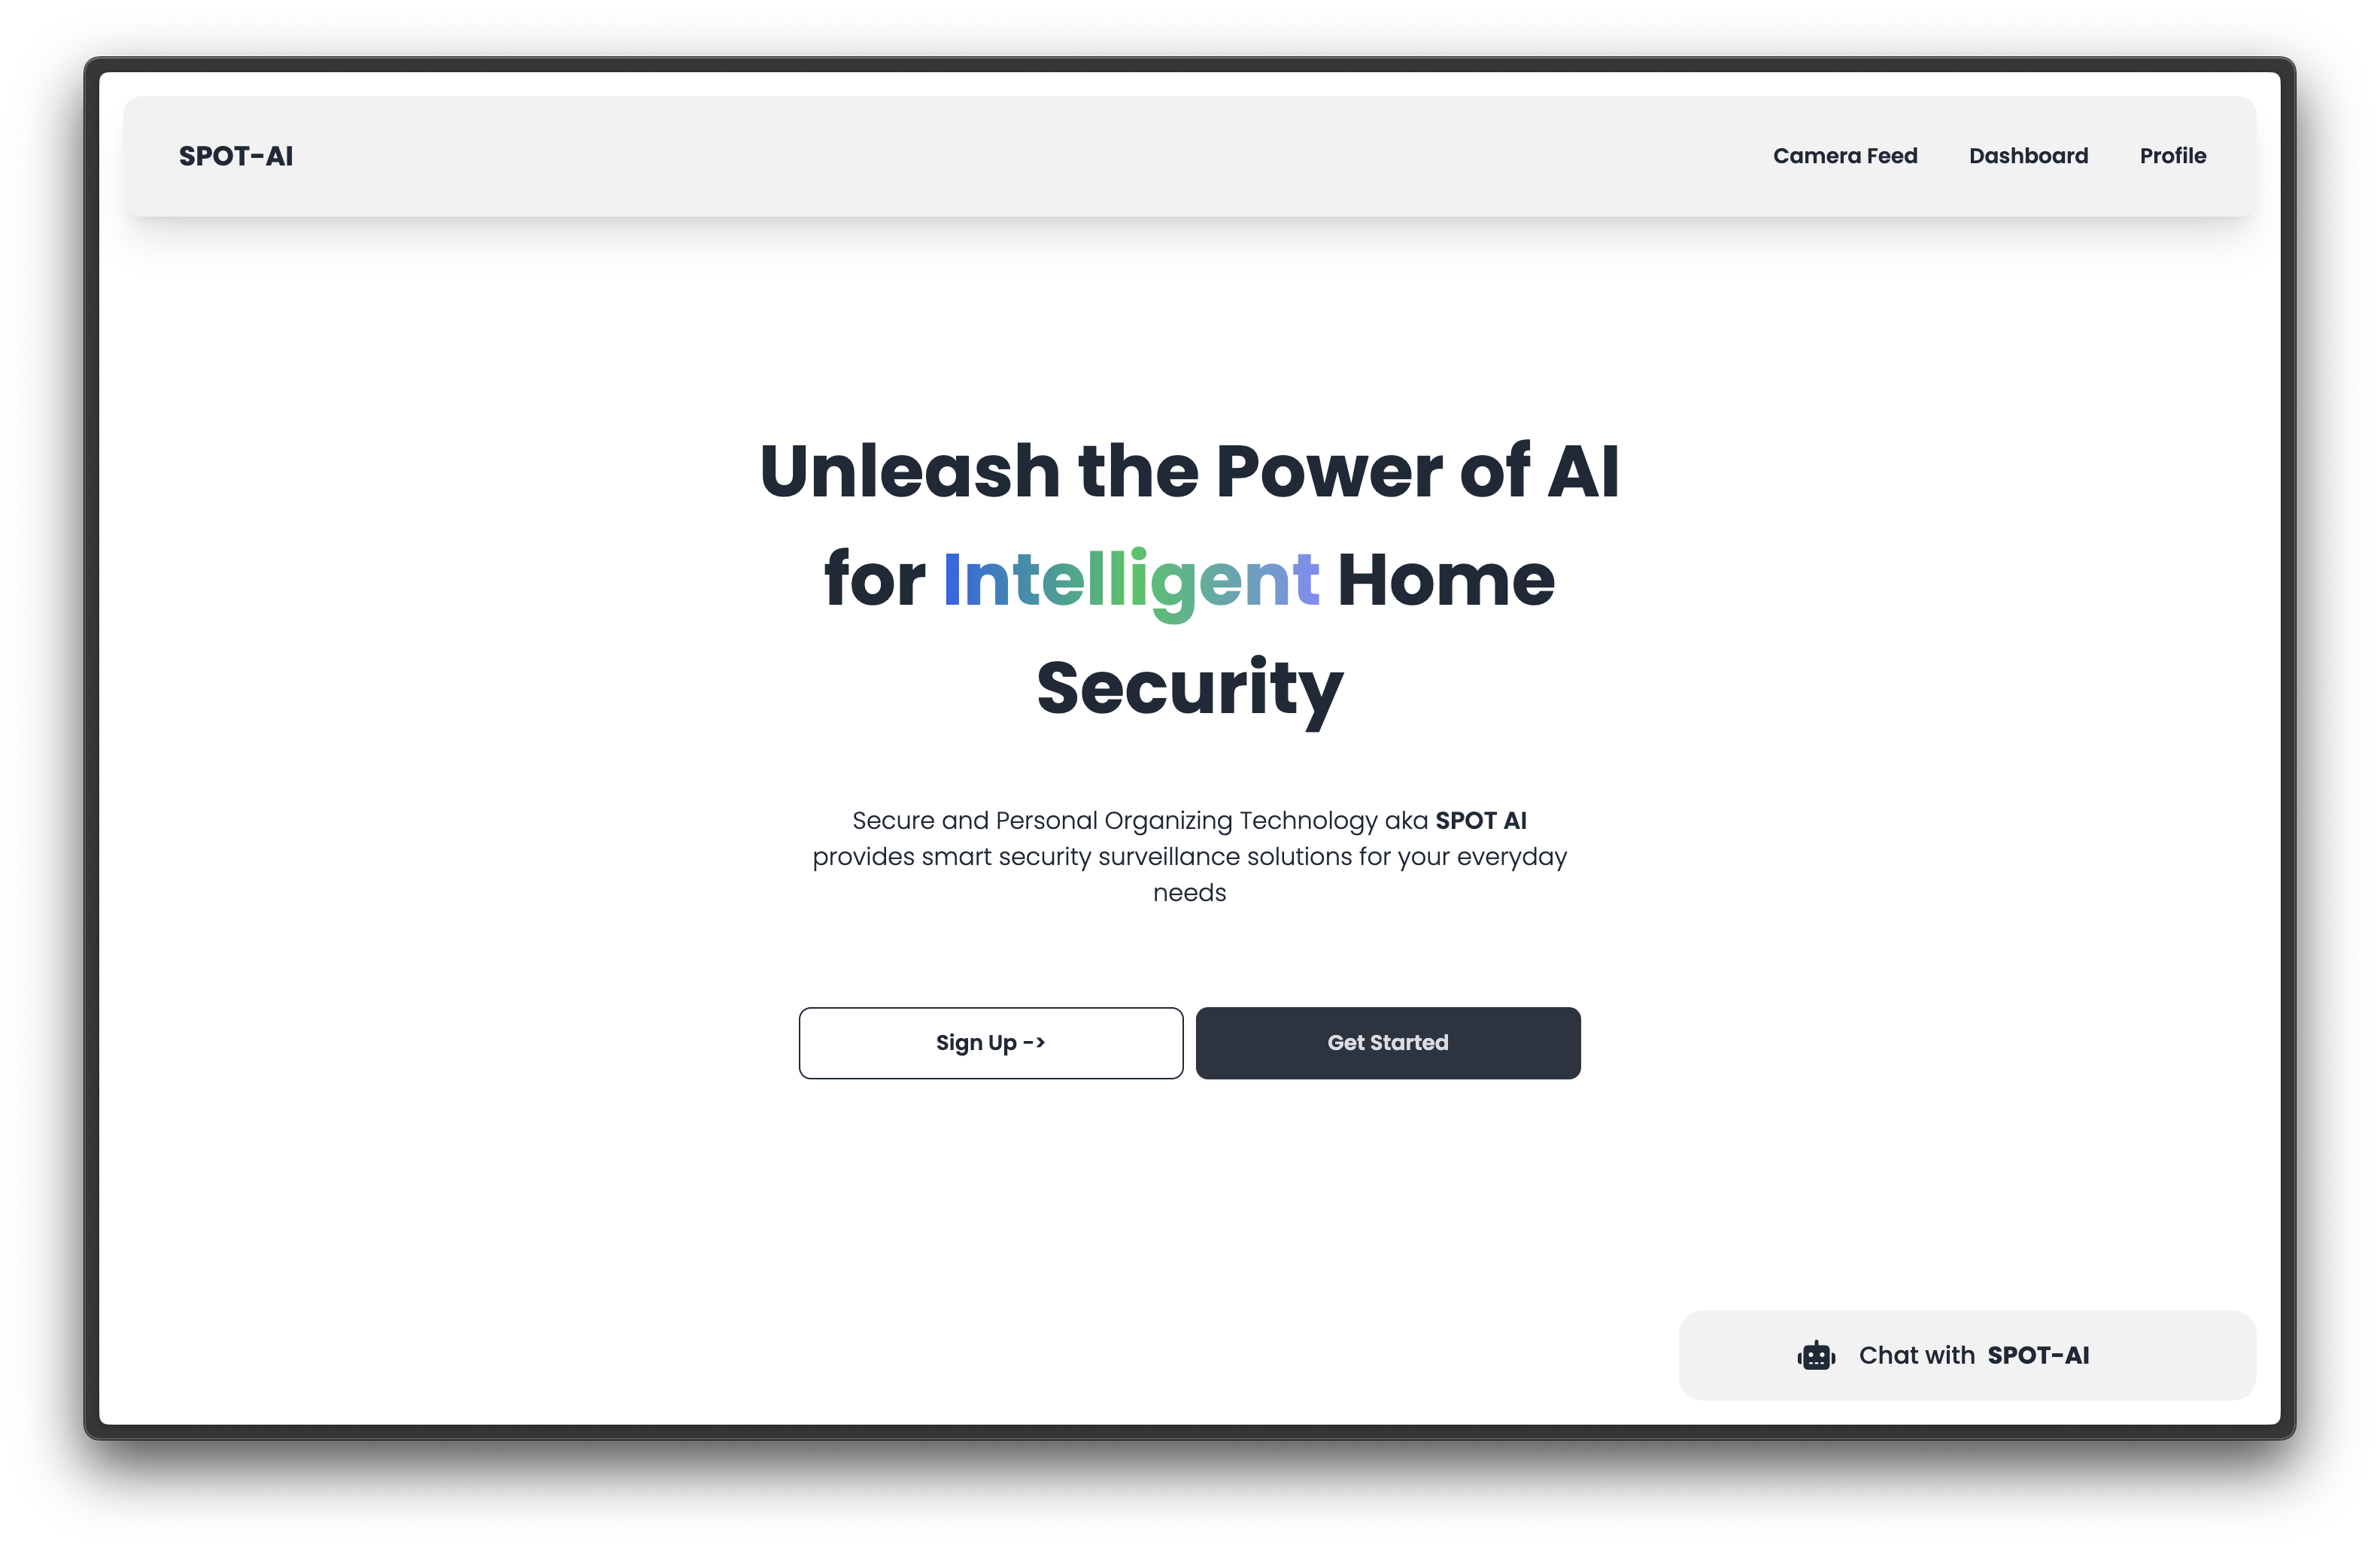 SPOT-AI
Camera Feed Dashboard Profile
Unleash the Power of AI
for Intelligent Home
Security
Secure and Personal Organizing Technology aka SPOT AI
provides smart security surveillance solutions for your everyday
needs
Sign Up -> Get Started
Chat with SPOT-AI